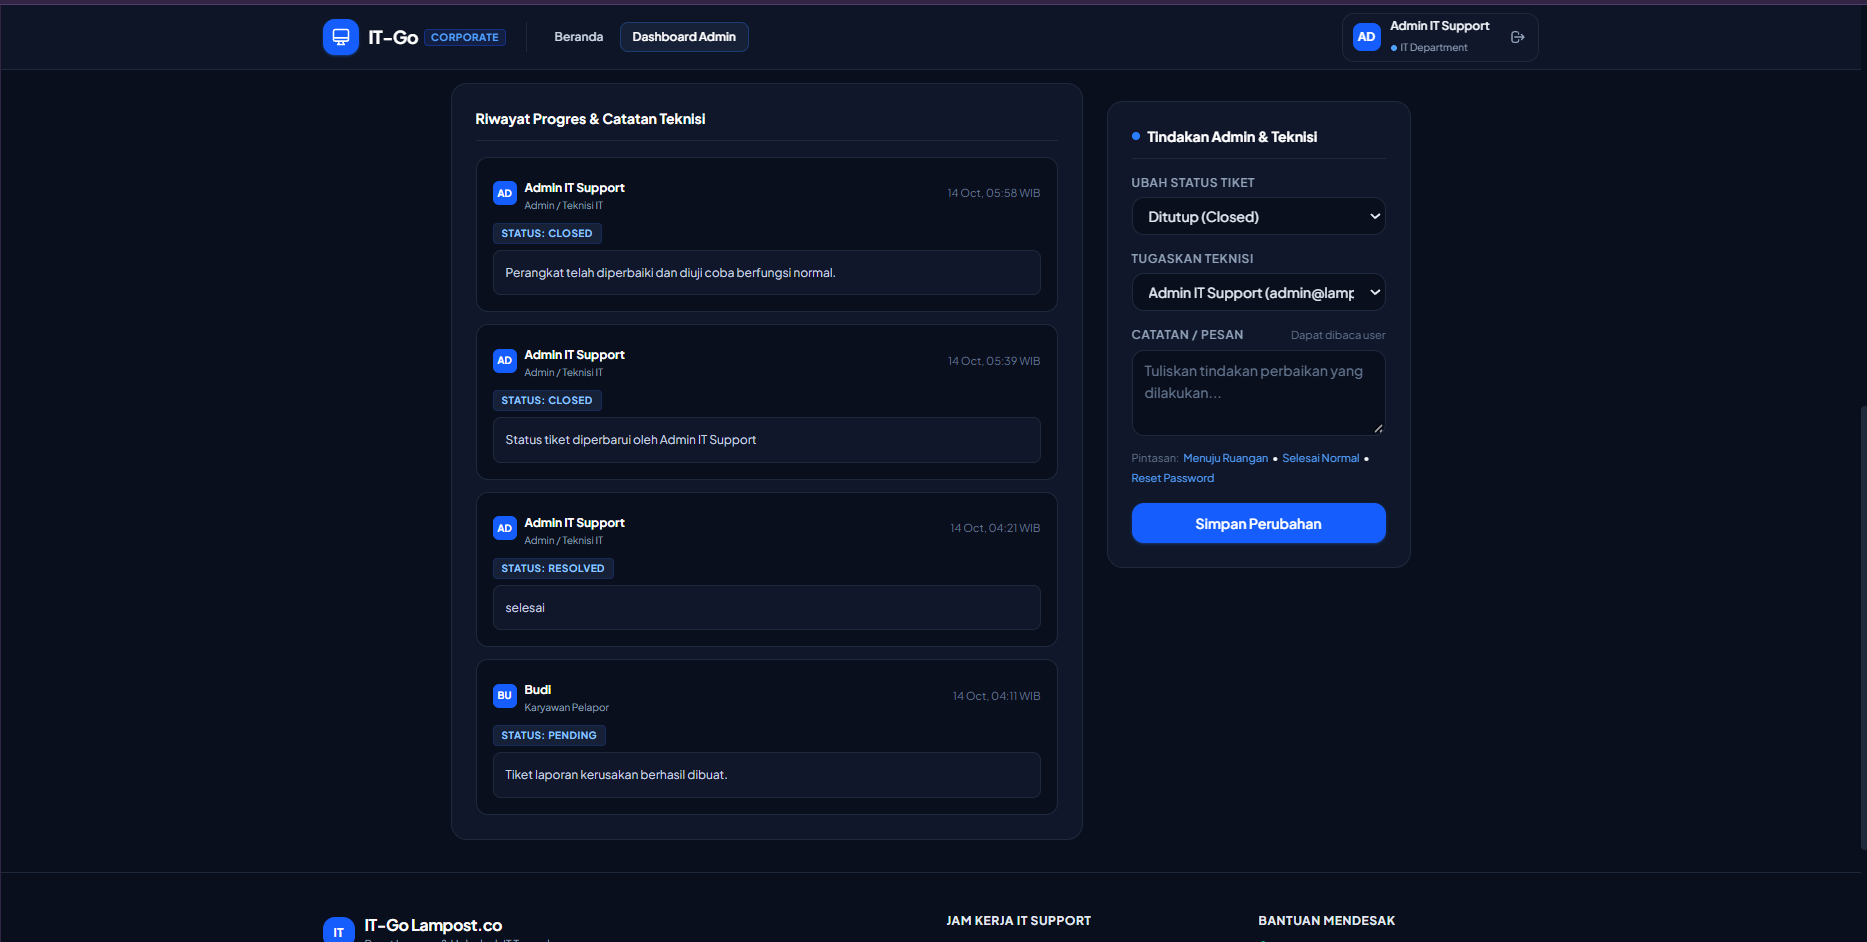 IT-Go CORPORATE
Beranda
Dashboard Admin
AD
Admin IT Support
IT Department
Riwayat Progres & Catatan Teknisi
AD
Admin IT Support
14 Oct, 05:58 WIB
Admin / Teknisi IT
STATUS: CLOSED
Perangkat telah diperbaiki dan diuji coba berfungsi normal.
AD
Admin IT Support
14 Oct, 05:39 WIB
Admin / Teknisi IT
STATUS: CLOSED
Status tiket diperbarui oleh Admin IT Support
AD
Admin IT Support
14 Oct, 04:21 WIB
Admin / Teknisi IT
STATUS: RESOLVED
selesai
BU
Budi
14 Oct, 04:11 WIB
Karyawan Pelapor
STATUS: PENDING
Tiket laporan kerusakan berhasil dibuat.
Tindakan Admin & Teknisi
UBAH STATUS TIKET
Ditutup (Closed)
TUGASKAN TEKNISI
Admin IT Support (admin@lamp
CATATAN / PESAN
Dapat dibaca user
Tuliskan tindakan perbaikan yang
dilakukan...
Pintasan: Menuju Ruangan • Selesai Normal •
Reset Password
Simpan Perubahan
IT
IT-Go Lampost.co
JAM KERJA IT SUPPORT
BANTUAN MENDESAK